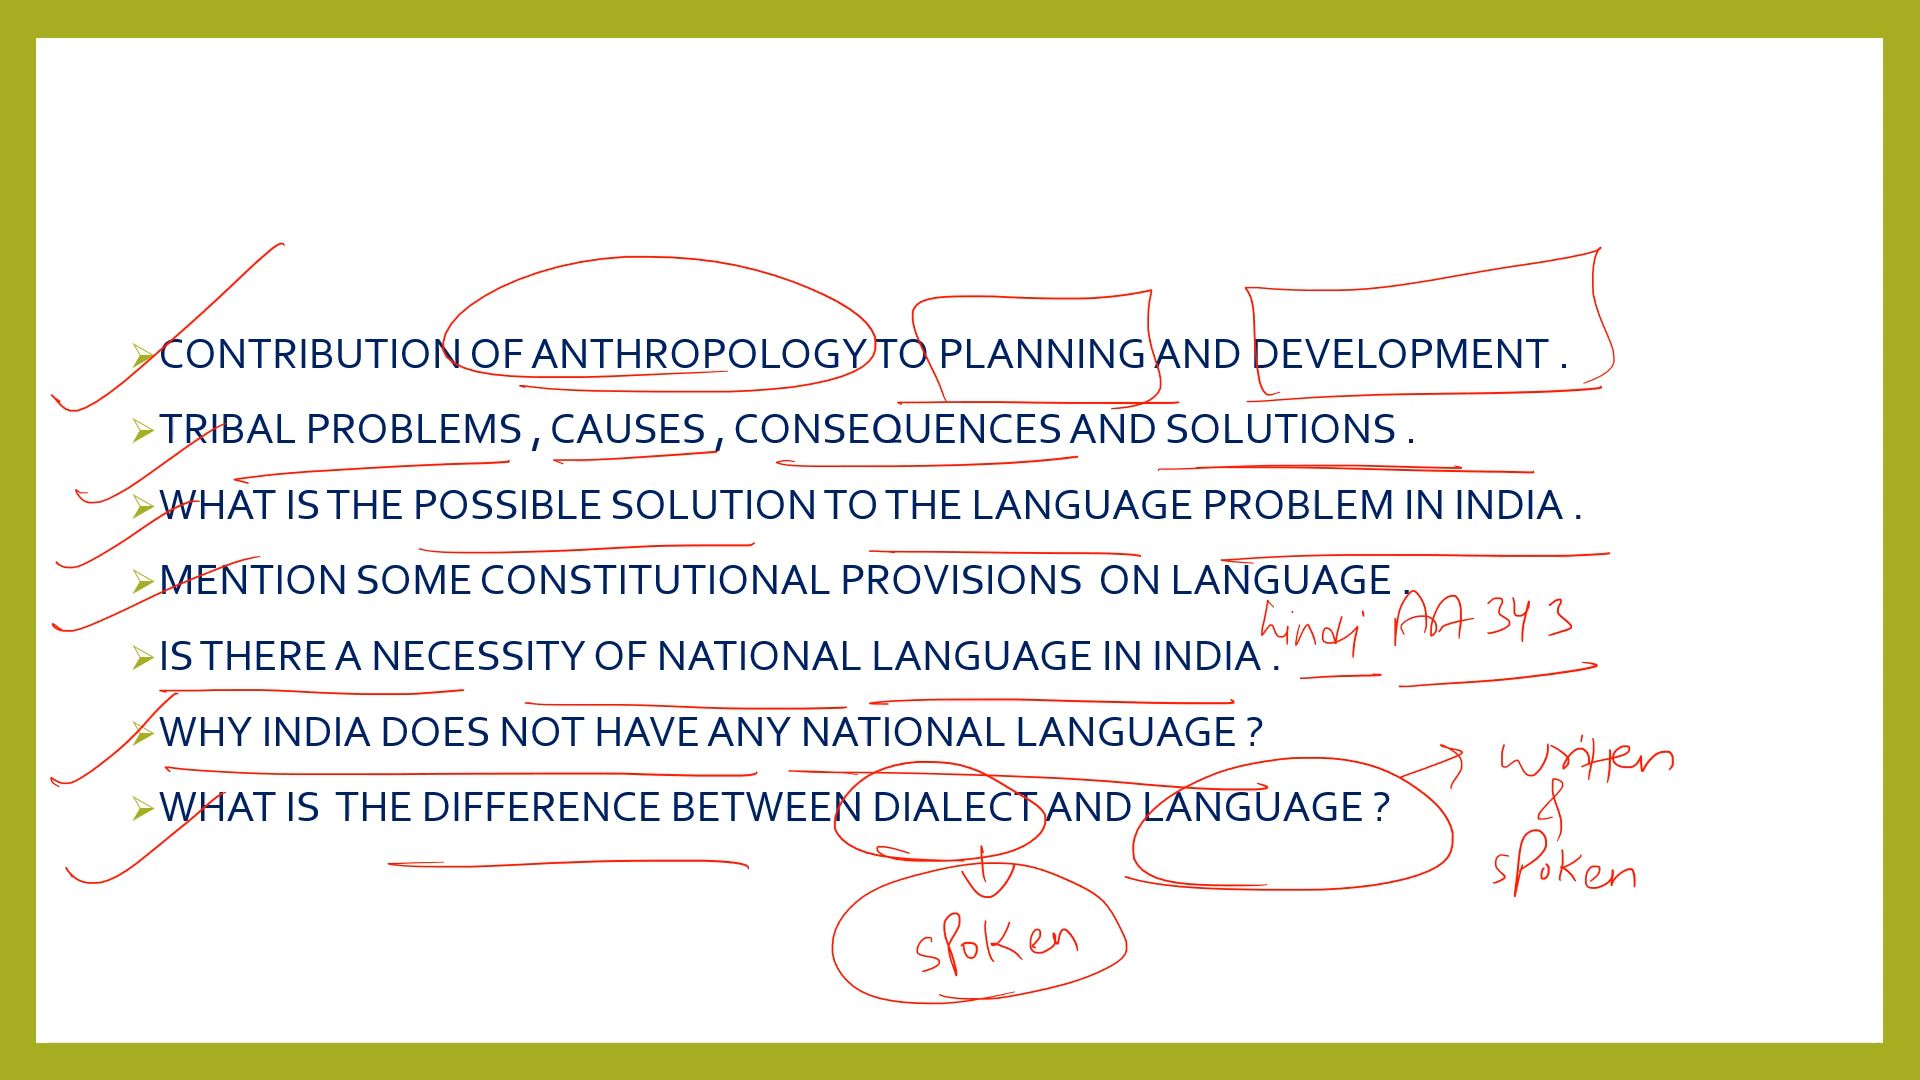 ➢CONTRIBUTION OF ANTHROPOLOGY TO PLANNING AND DEVELOPMENT .
➢TRIBAL PROBLEMS , CAUSES , CONSEQUENCES AND SOLUTIONS .
➢WHAT IS THE POSSIBLE SOLUTION TO THE LANGUAGE PROBLEM IN INDIA .
➢MENTION SOME CONSTITUTIONAL PROVISIONS ON LANGUAGE .
hindi 343
➢IS THERE A NECESSITY OF NATIONAL LANGUAGE IN INDIA .
➢WHY INDIA DOES NOT HAVE ANY NATIONAL LANGUAGE ?
➢WHAT IS THE DIFFERENCE BETWEEN DIALECT AND LANGUAGE ?
written
&
spoken
spoken